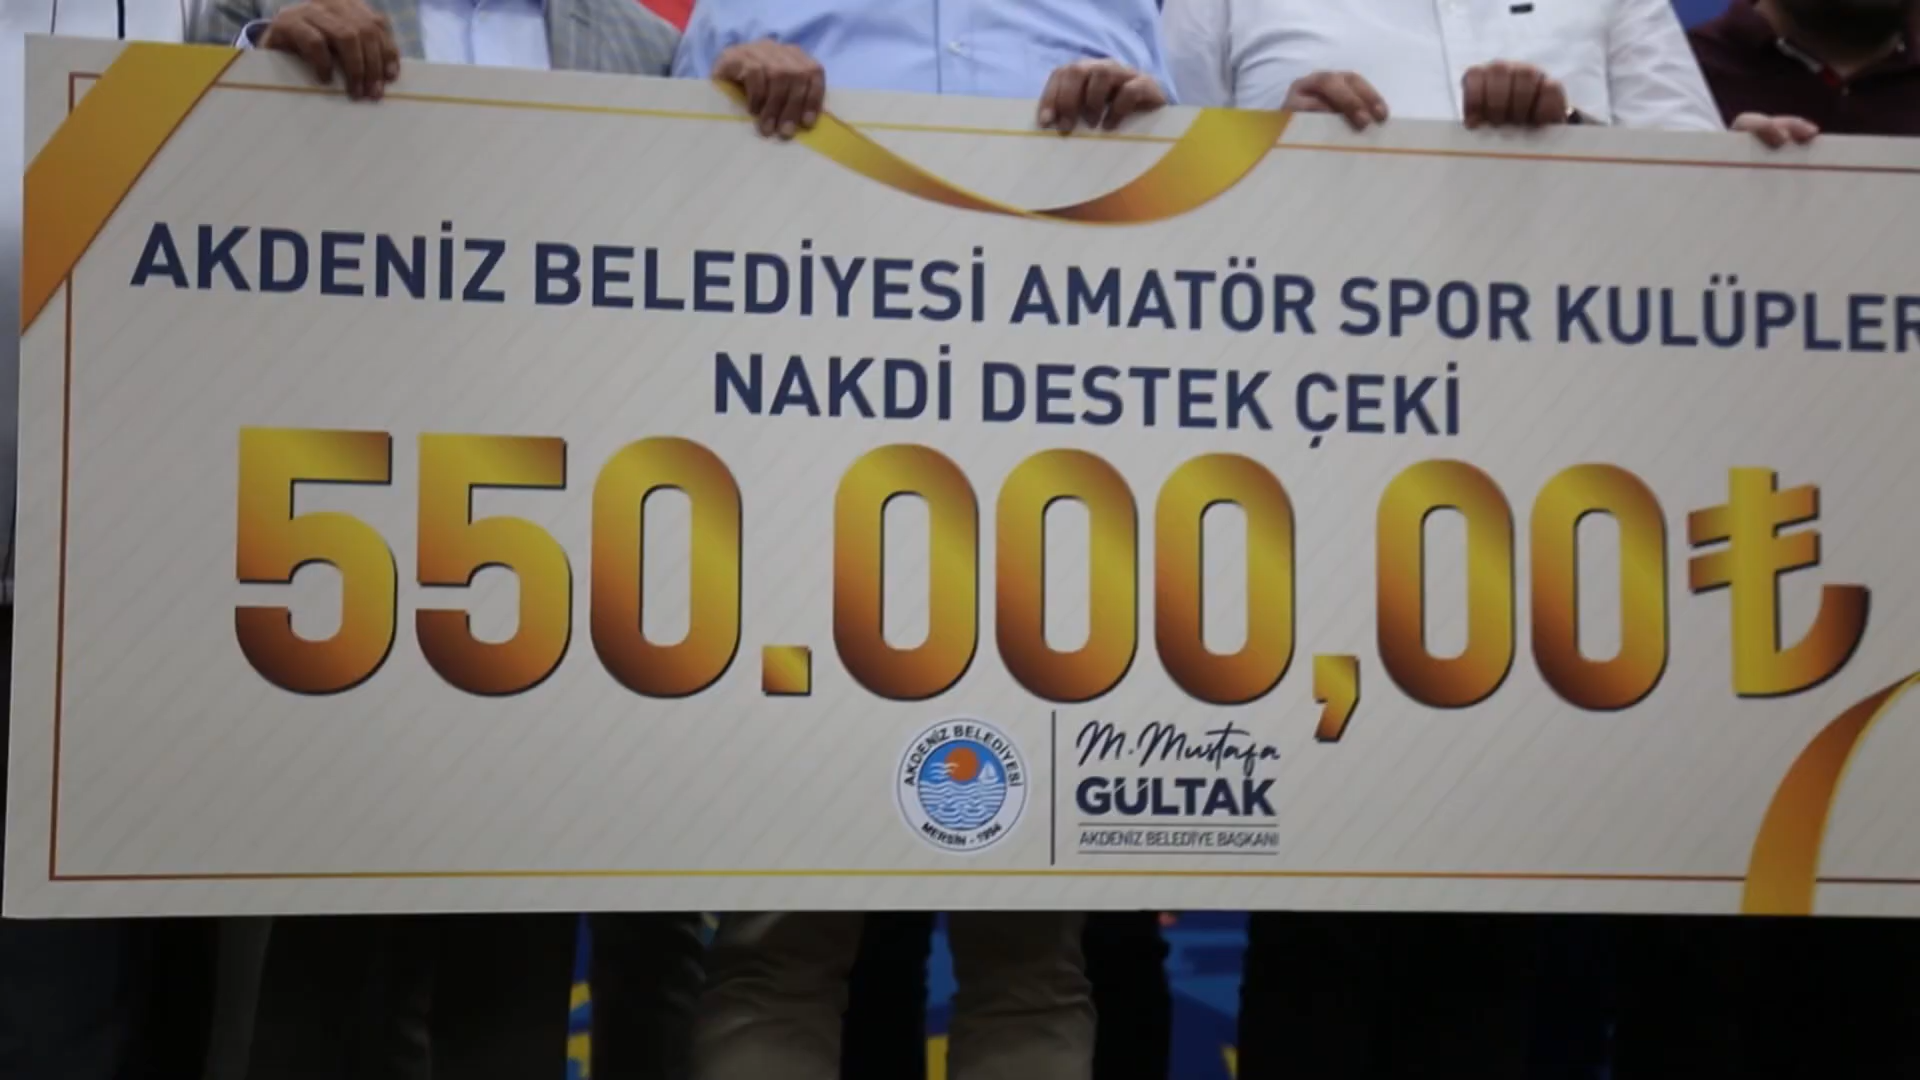 AKDENİZ BELEDİYESİ AMATÖR SPOR KULÜPLER
NAKDİ DESTEK ÇEKİ
550.000,00₺
AKDENİZ BELEDİYESİ
MERSİN - 1994
M. Mustafa
GÜLTAK
AKDENİZ BELEDİYE BAŞKANI